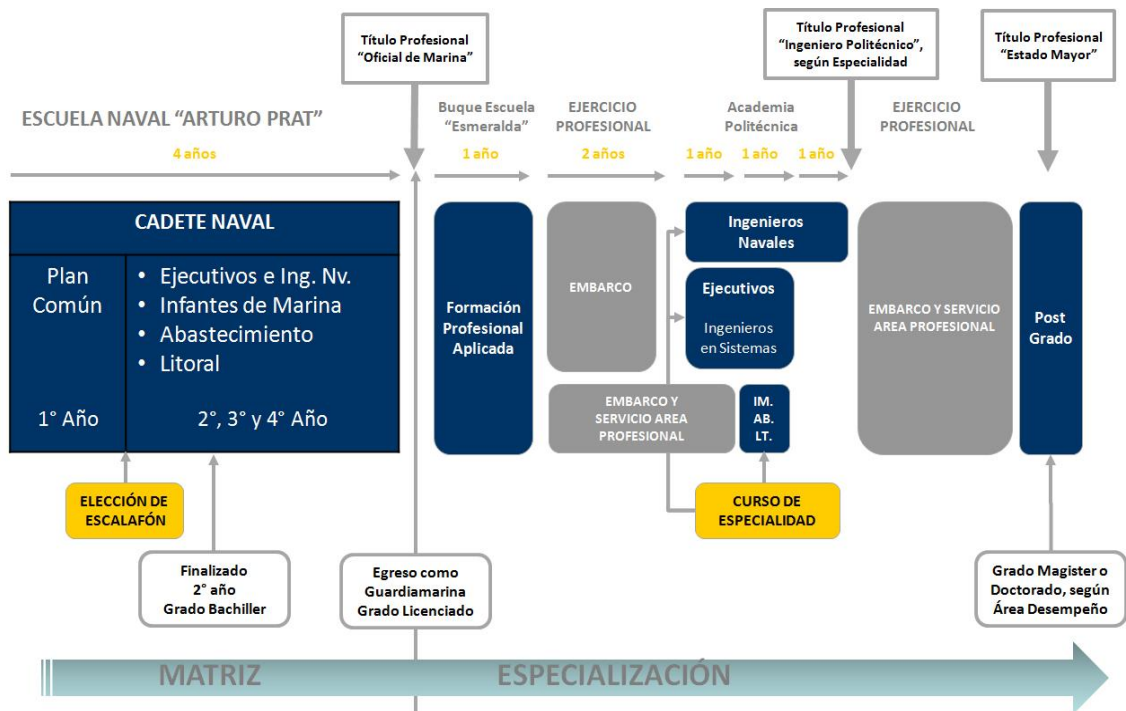 Título Profesional
“Oficial de Marina”
Título Profesional
“Ingeniero Politécnico”,
según Especialidad
Título Profesional
“Estado Mayor”
ESCUELA NAVAL “ARTURO PRAT”
4 años
Buque Escuela
“Esmeralda”
1 año
EJERCICIO
PROFESIONAL
2 años
Academia
Politécnica
1 año
1 año
1 año
EJERCICIO
PROFESIONAL
CADETE NAVAL
Plan
Común
1° Año
• Ejecutivos e Ing. Nv.
• Infantes de Marina
• Abastecimiento
• Litoral
2°, 3° y 4° Año
Formación
Profesional
Aplicada
EMBARCO
EMBARCO Y
SERVICIO AREA
PROFESIONAL
Ingenieros
Navales
Ejecutivos
Ingenieros
en Sistemas
IM.
AB.
LT.
EMBARCO Y SERVICIO
AREA PROFESIONAL
Post
Grado
ELECCIÓN DE
ESCALAFÓN
CURSO DE
ESPECIALIDAD
Finalizado
2° año
Grado Bachiller
Egreso como
Guardiamarina
Grado Licenciado
Grado Magister o
Doctorado, según
Área Desempeño
MATRIZ
ESPECIALIZACIÓN